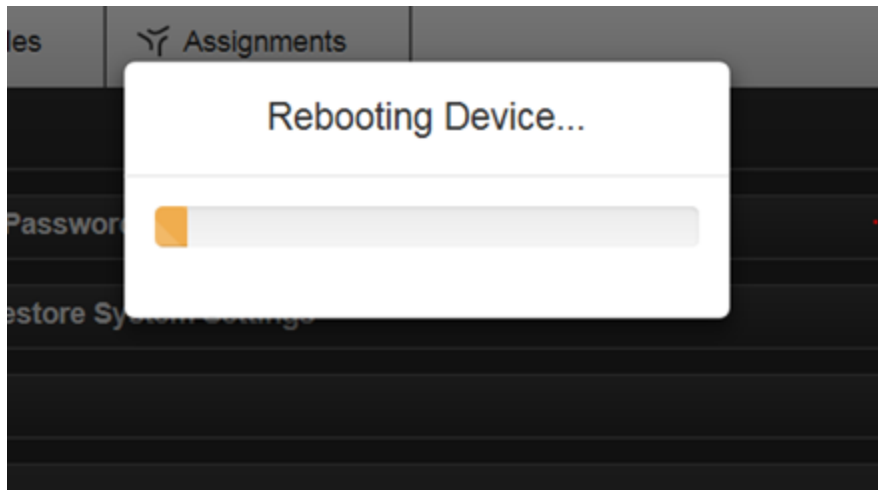 les
Assignments
Rebooting Device...
Passwor
estore System Settings